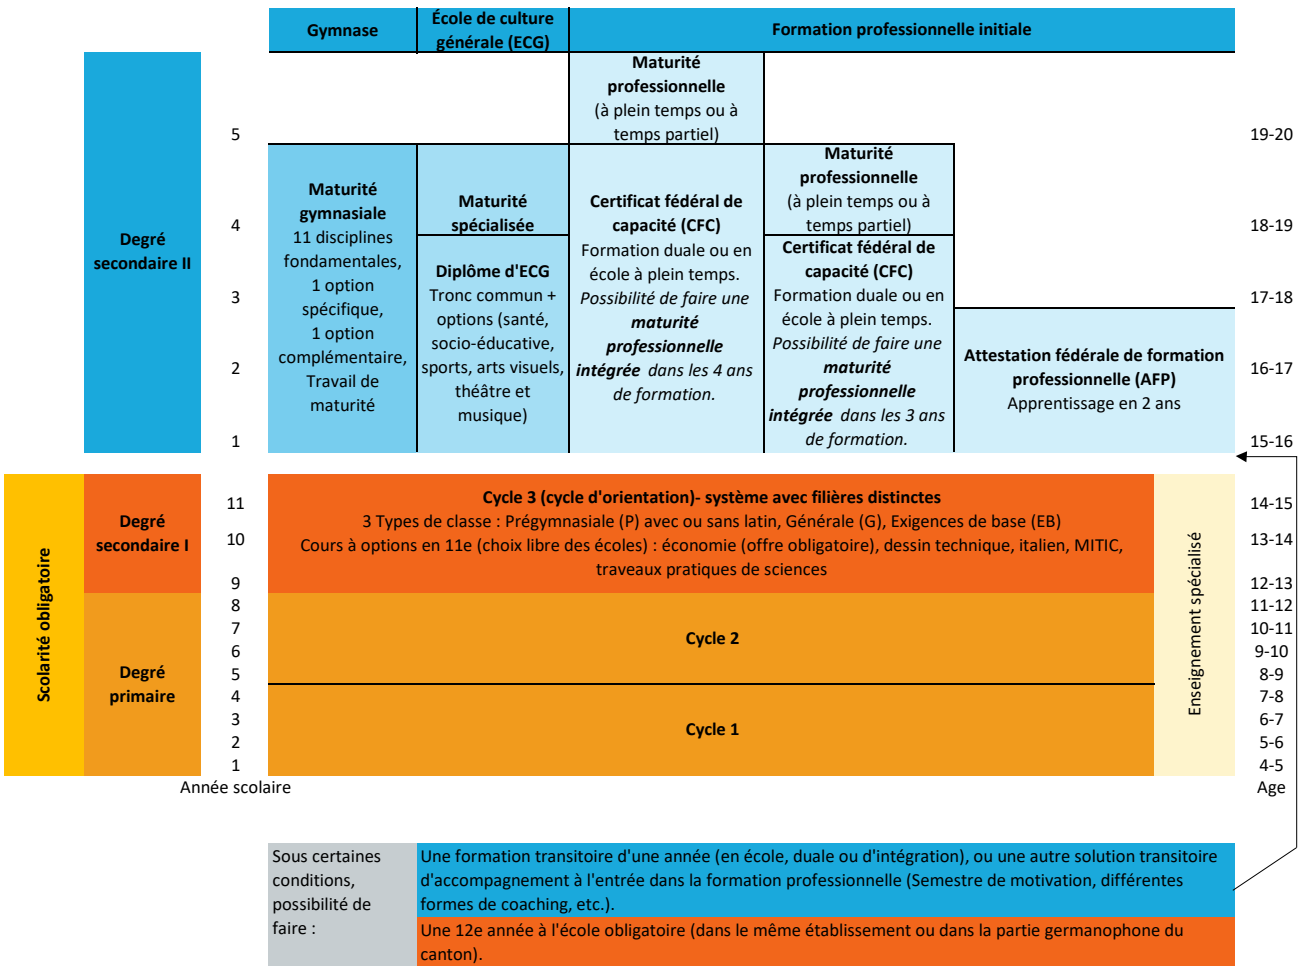 Gymnase
École de culture
générale (ECG)
Formation professionnelle initiale
Degré
secondaire II
5
4
3
2
1
Maturité
gymnasiale
11 disciplines
fondamentales,
1 option
spécifique,
1 option
complémentaire,
Travail de
maturité
Maturité
spécialisée
Diplôme d'ECG
Tronc commun +
options (santé,
socio-éducative,
sports, arts visuels,
théâtre et
musique)
Maturité
professionnelle
(à plein temps ou à
temps partiel)
Certificat fédéral de
capacité (CFC)
Formation duale ou en
école à plein temps.
Possibilité de faire une
maturité
professionnelle
intégrée dans les 4 ans
de formation.
Maturité
professionnelle
(à plein temps ou à
temps partiel)
Certificat fédéral de
capacité (CFC)
Formation duale ou en
école à plein temps.
Possibilité de faire une
maturité
professionnelle
intégrée dans les 3 ans
de formation.
Attestation fédérale de formation
professionnelle (AFP)
Apprentissage en 2 ans
19-20
18-19
17-18
16-17
15-16
Scolarité obligatoire
Degré
secondaire I
11
10
9
Cycle 3 (cycle d'orientation)- système avec filières distinctes
3 Types de classe : Prégymnasiale (P) avec ou sans latin, Générale (G), Exigences de base (EB)
Cours à options en 11e (choix libre des écoles) : économie (offre obligatoire), dessin technique, italien, MITIC,
traveaux pratiques de sciences
Enseignement spécialisé
14-15
13-14
12-13
Degré
primaire
8
7
6
5
4
3
2
1
Cycle 2
Cycle 1
11-12
10-11
9-10
8-9
7-8
6-7
5-6
4-5
Année scolaire
Age
Sous certaines
conditions,
possibilité de
faire :
Une formation transitoire d'une année (en école, duale ou d'intégration), ou une autre solution transitoire
d'accompagnement à l'entrée dans la formation professionnelle (Semestre de motivation, différentes
formes de coaching, etc.).
Une 12e année à l'école obligatoire (dans le même établissement ou dans la partie germanophone du
canton).